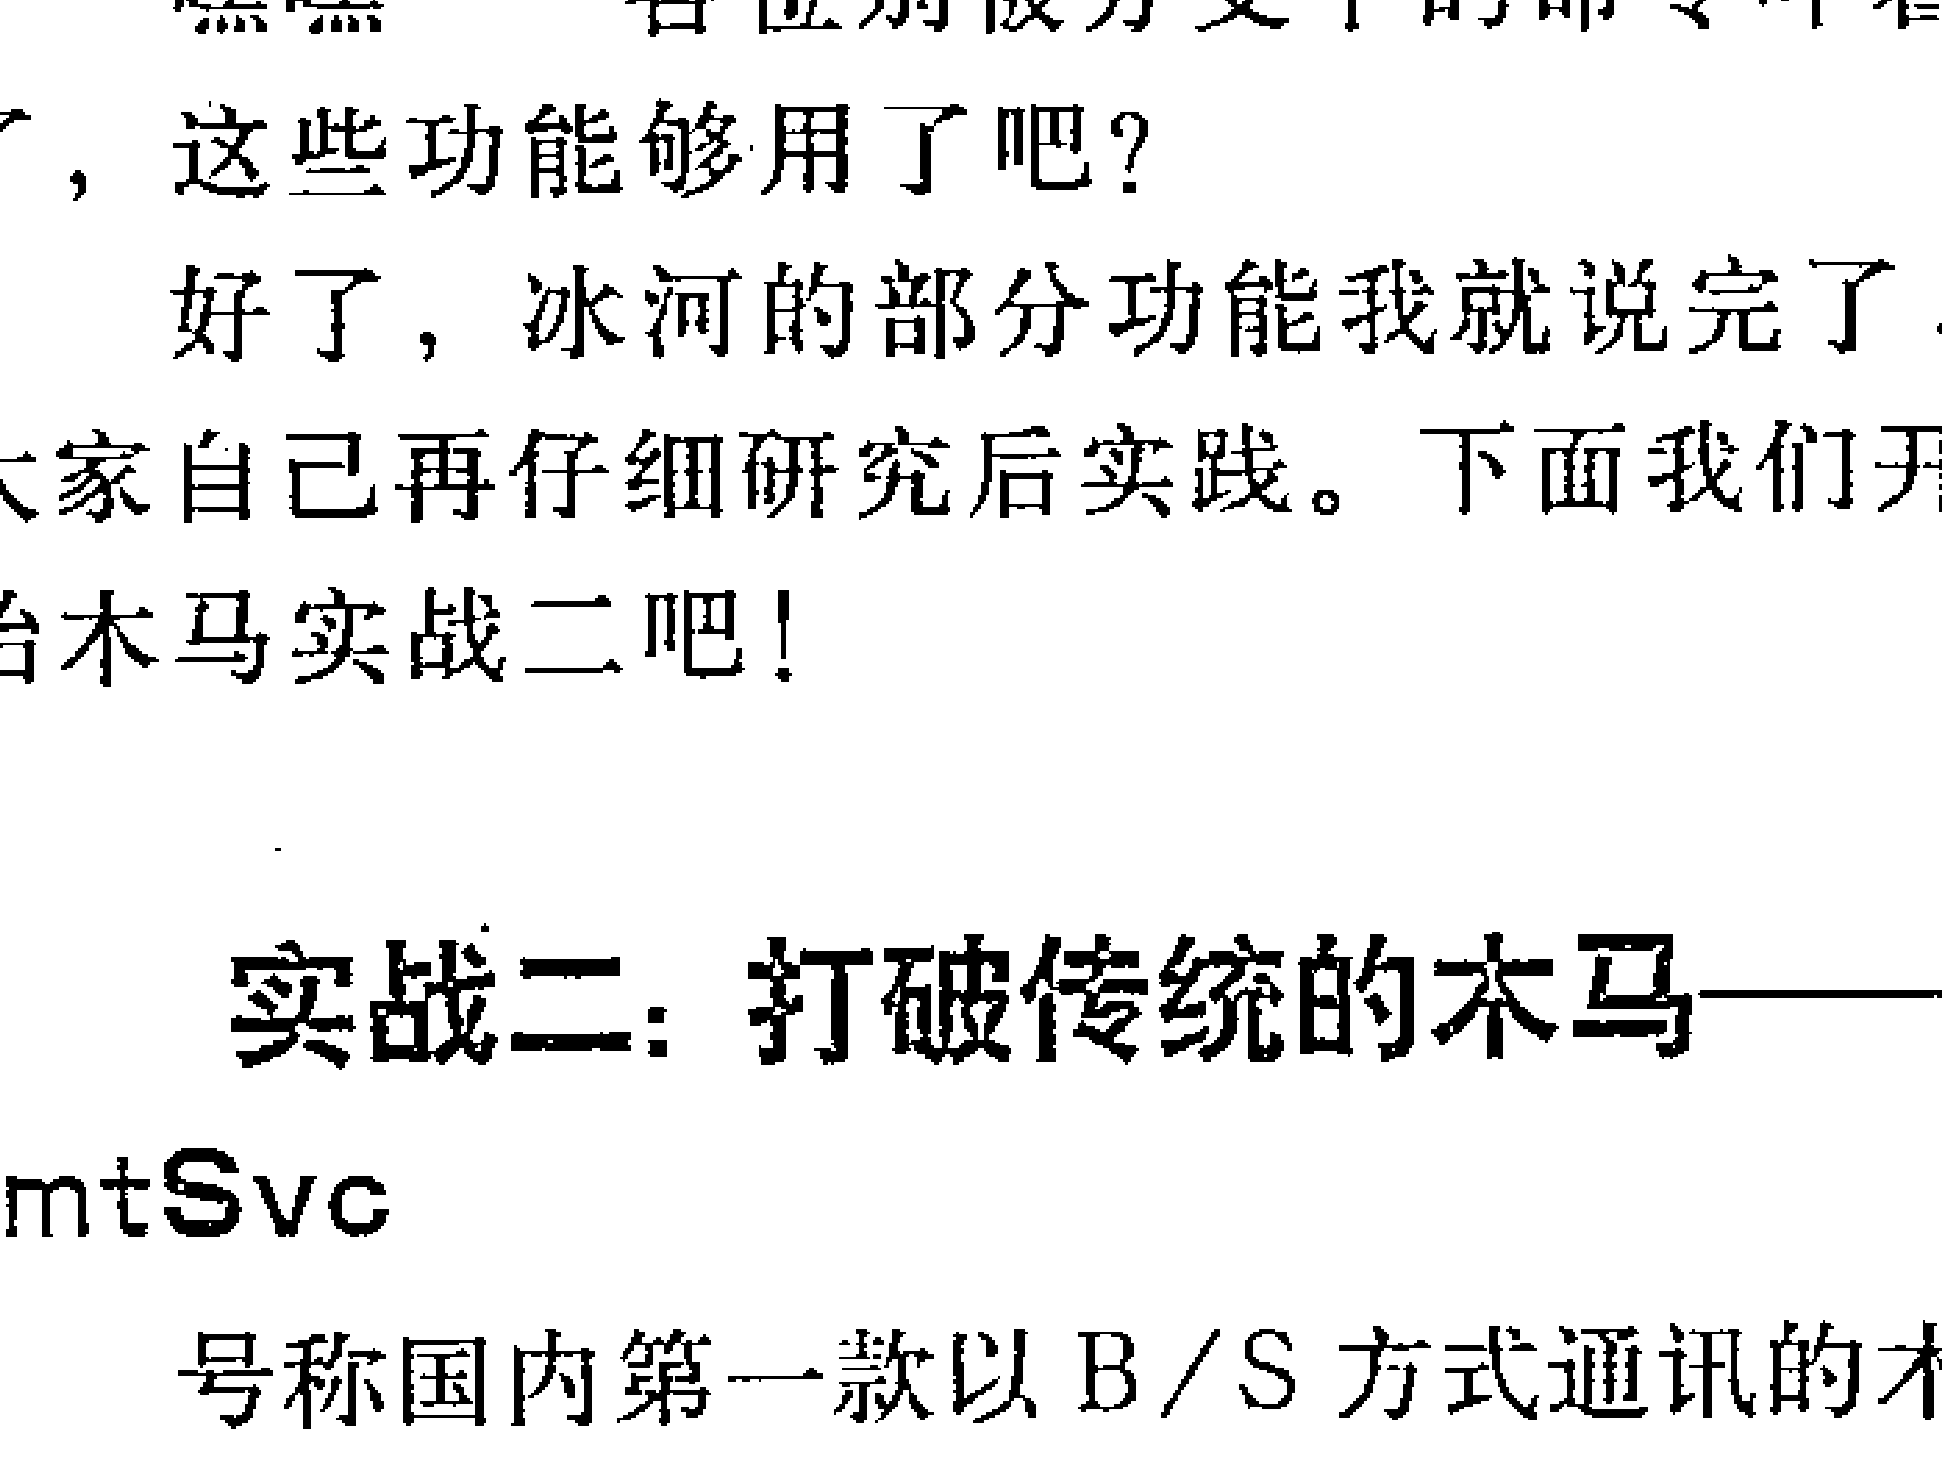 了，这些功能够用了吧？
好了，冰河的部分功能我就说完了
大家自己再仔细研究后实践。下面我们开
始木马实战二吧！
实战二：打破传统的木马——
mtSvc
号称国内第一款以 B/S 方式通讯的木